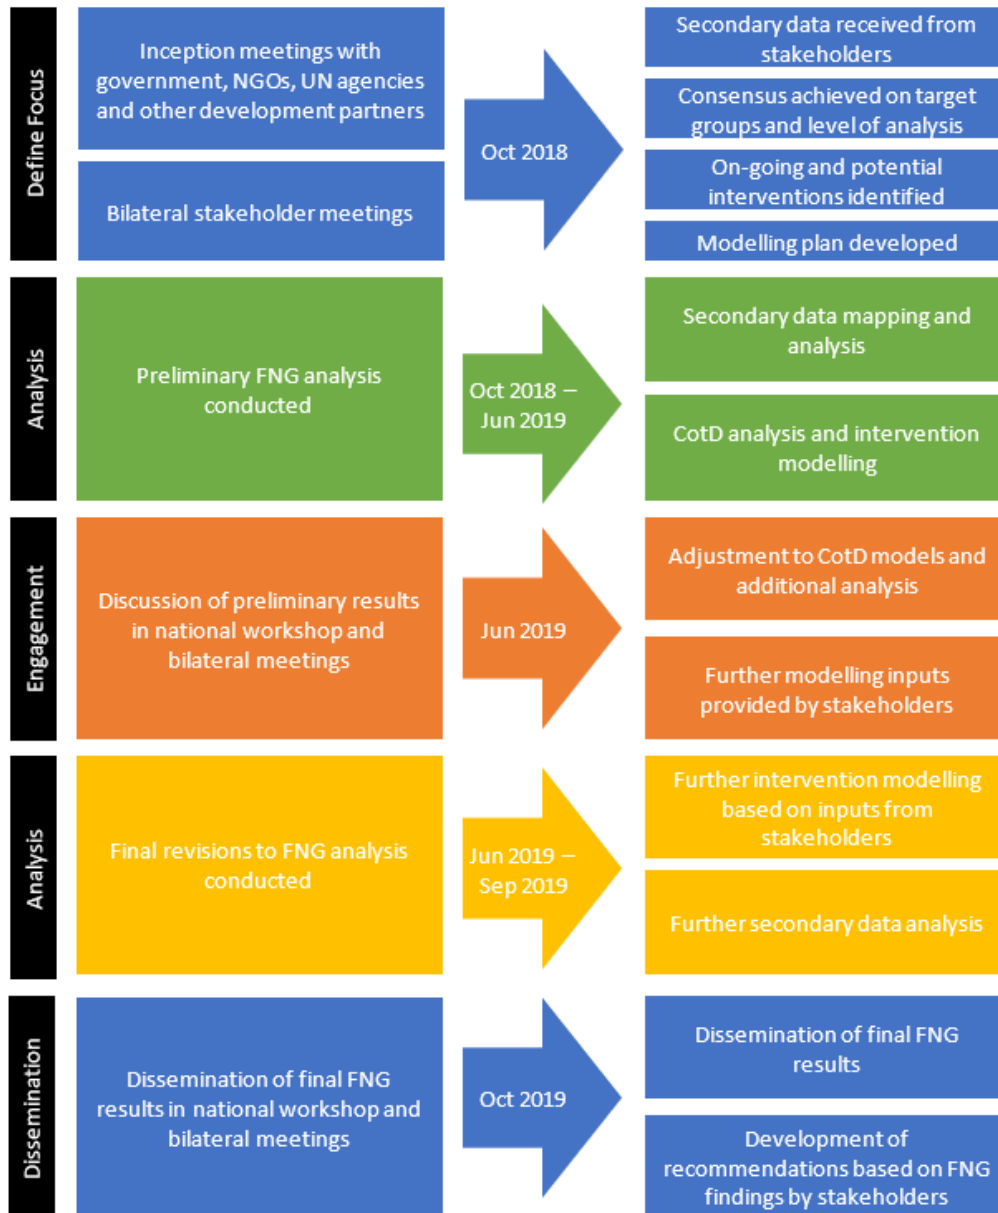 Define Focus
Inception meetings with
government, NGOs, UN agencies
and other development partners
Bilateral stakeholder meetings
Oct 2018
Secondary data received from
stakeholders
Consensus achieved on target
groups and level of analysis
On-going and potential
interventions identified
Modelling plan developed
Analysis
Preliminary FNG analysis
conducted
Oct 2018 –
Jun 2019
Secondary data mapping and
analysis
CotD analysis and intervention
modelling
Engagement
Discussion of preliminary results
in national workshop and
bilateral meetings
Jun 2019
Adjustment to CotD models and
additional analysis
Further modelling inputs
provided by stakeholders
Analysis
Final revisions to FNG analysis
conducted
Jun 2019 –
Sep 2019
Further intervention modelling
based on inputs from
stakeholders
Further secondary data analysis
Dissemination
Dissemination of final FNG
results in national workshop and
bilateral meetings
Oct 2019
Dissemination of final FNG
results
Development of
recommendations based on FNG
findings by stakeholders